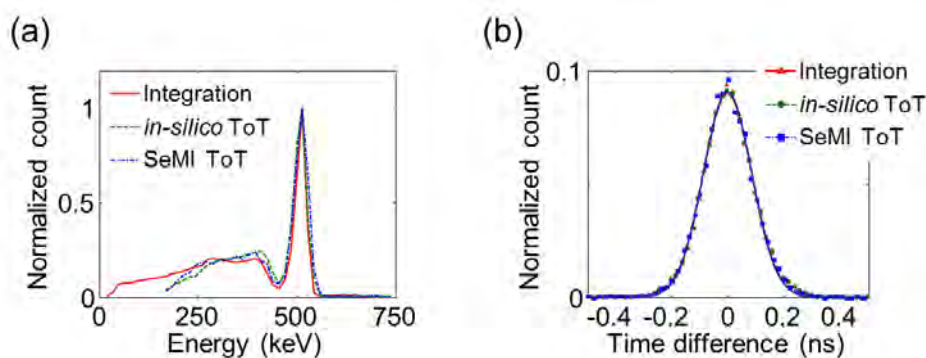 (a)
Normalized count
1
0.5
0
Integration
in-silico ToT
SeMI ToT
0 250 500 750
Energy (keV)
(b)
Normalized count
0.1
0
Integration
in-silico ToT
SeMI ToT
-0.4 -0.2 0 0.2 0.4
Time difference (ns)